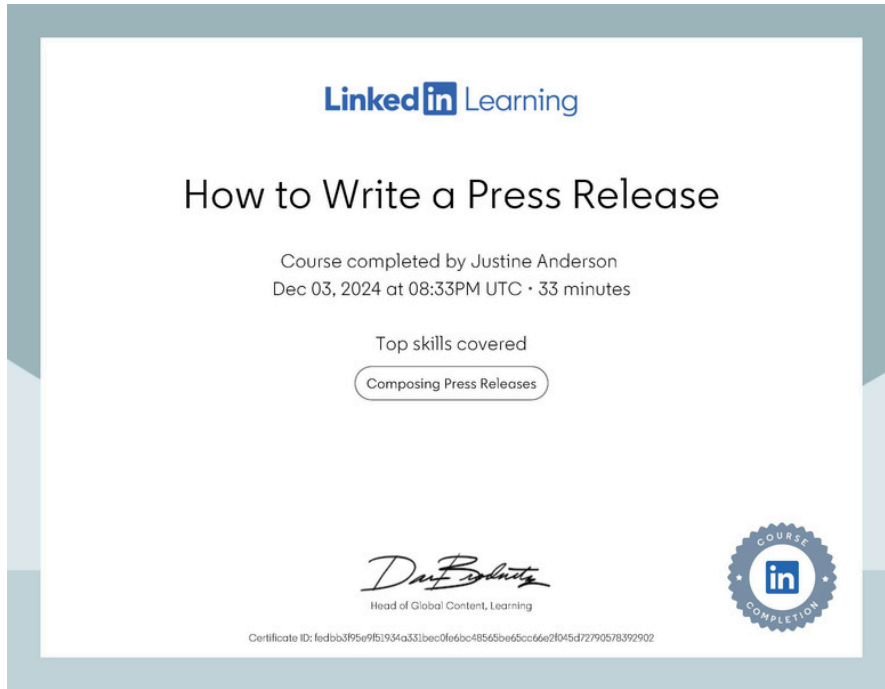 Linked in Learning
How to Write a Press Release
Course completed by Justine Anderson
Dec 03, 2024 at 08:33PM UTC • 33 minutes
Top skills covered
Composing Press Releases
Head of Global Content, Learning
COURSE
in
COMPLETION
Certificate ID: fedbb3f95e9f51934a331bec0fe6bc48565be65cc66e2f045d72790578392902